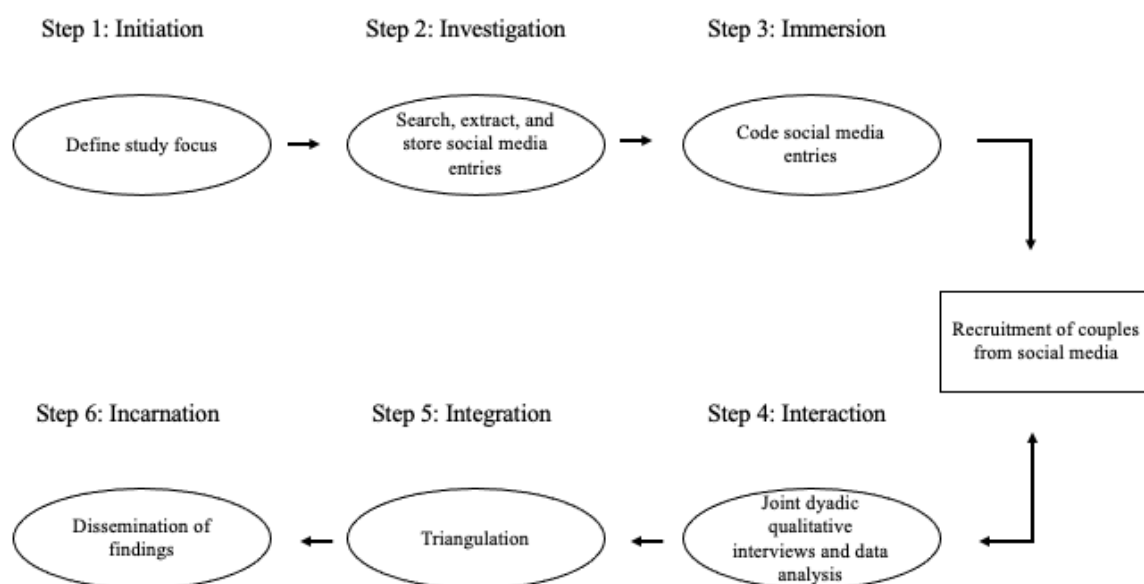 Step 1: Initiation
Step 2: Investigation
Step 3: Immersion
Define study focus
Search, extract, and
store social media
entries
Code social media
entries
Recruitment of couples
from social media
Step 6: Incarnation
Step 5: Integration
Step 4: Interaction
Dissemination of
findings
Triangulation
Joint dyadic
qualitative
interviews and data
analysis